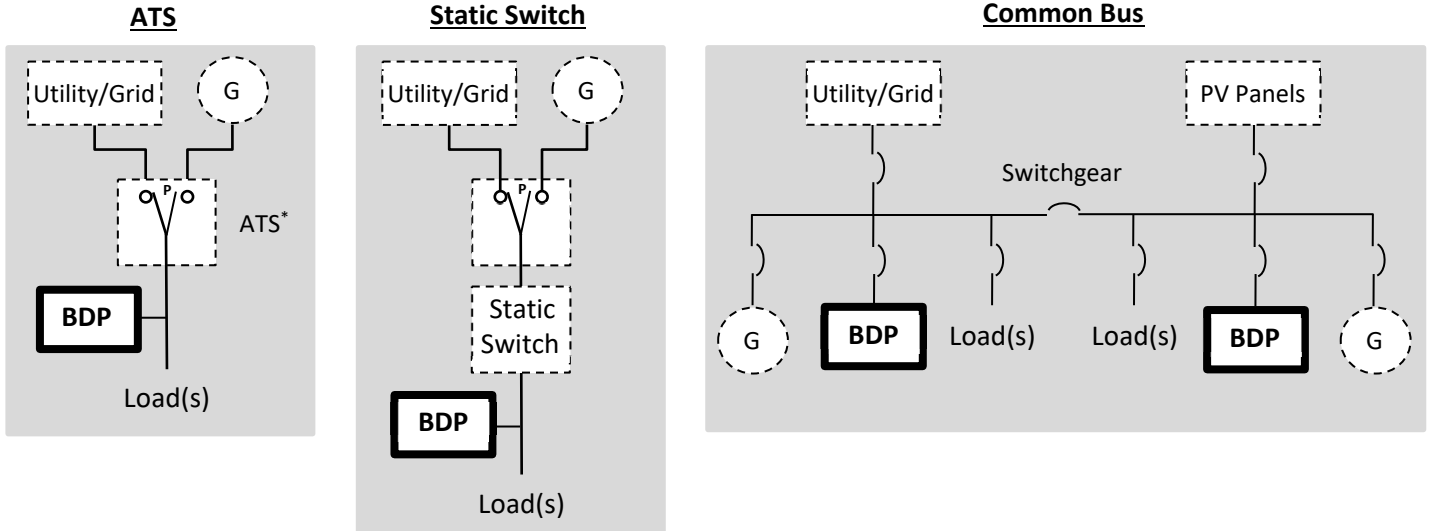 ATS
Utility/Grid
G
P
ATS*
BDP
Load(s)
Static Switch
Utility/Grid
G
P
Static
Switch
BDP
Load(s)
Common Bus
Utility/Grid
PV Panels
Switchgear
G
BDP
Load(s)
Load(s)
BDP
G